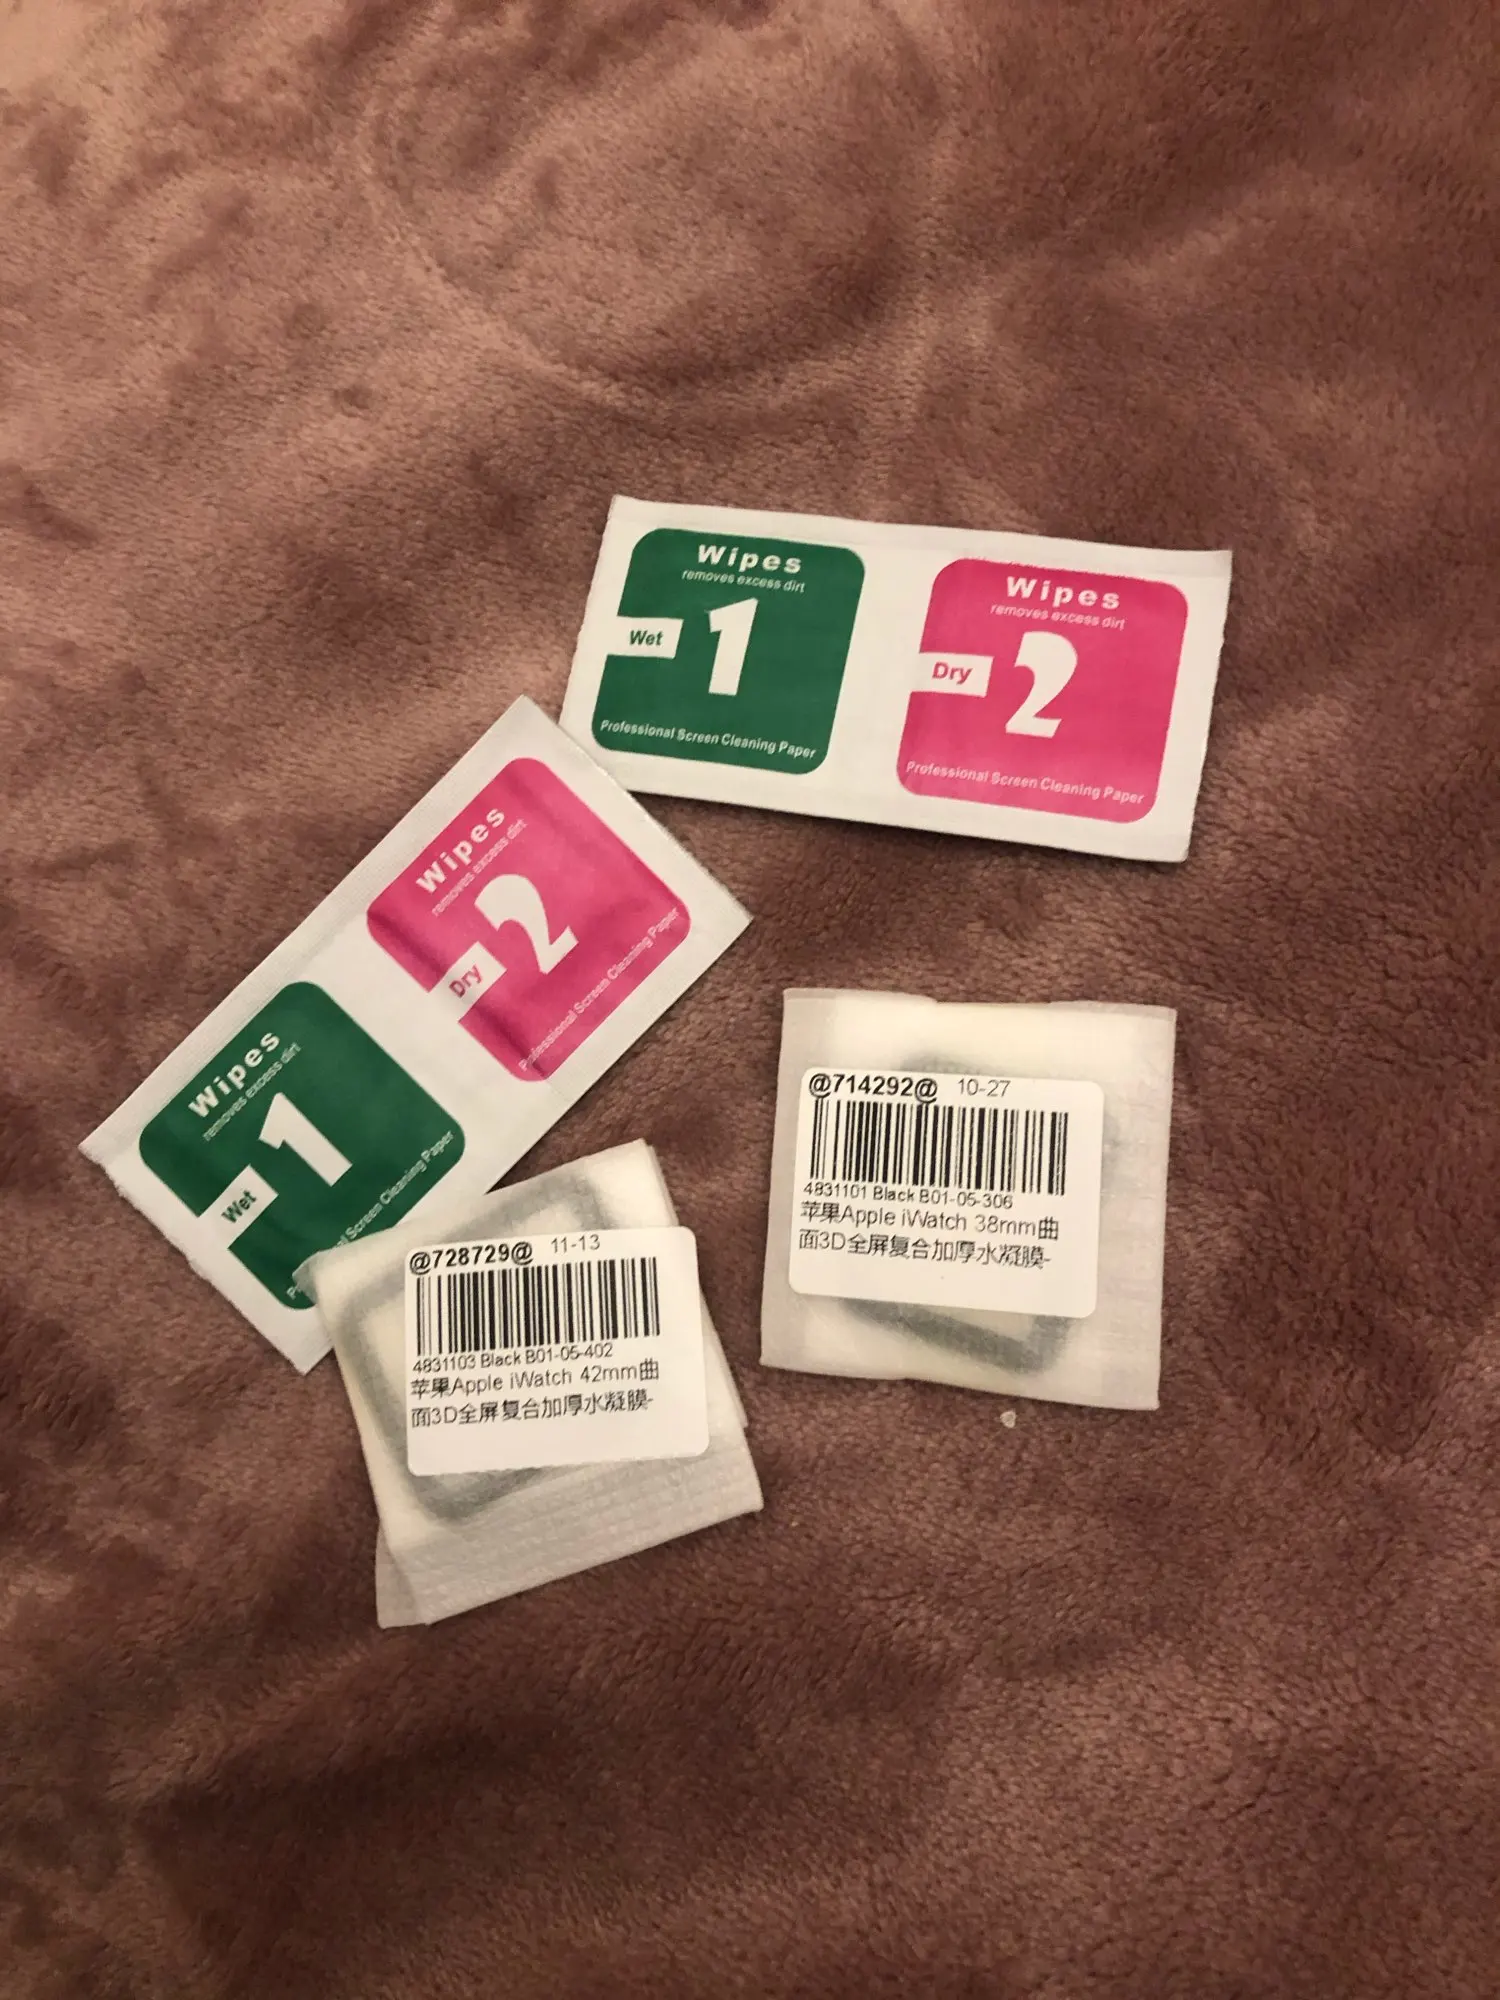 Wipes
removes excess dirt
Wet
1
Professional Screen Cleaning Paper
Wipes
removes excess dirt
Dry
2
Professional Screen Cleaning Paper
Wipes
removes excess dirt
Dry
2
Professional Screen Cleaning Paper
Wipes
removes excess dirt
Wet
1
Screen Cleaning Paper
@714292@ 10-27
4831101 Black B01-05-306
苹果Apple iWatch 38mm曲
面3D全屏复合加厚水凝膜-
@728729@ 11-13
4831103 Black B01-05-402
苹果Apple iWatch 42mm曲
面3D全屏复合加厚水凝膜-